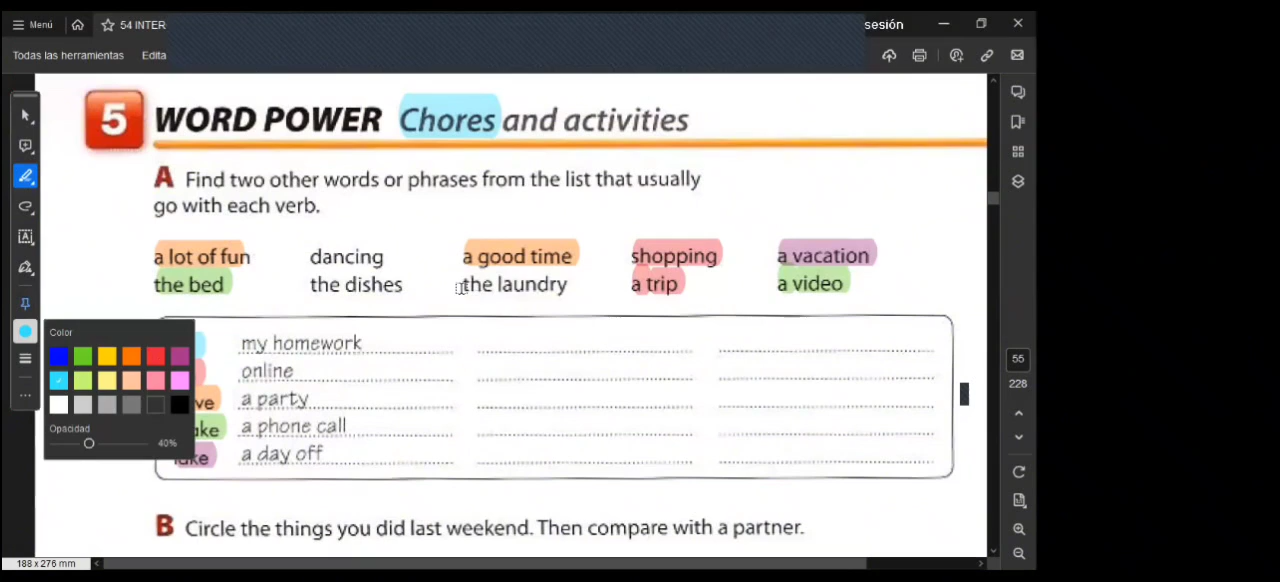 Menú
54 INTER
sesión
Todas las herramientas Edita
5 WORD POWER Chores and activities
A Find two other words or phrases from the list that usually
go with each verb.
a lot of fun dancing a good time shopping a vacation
the bed the dishes the laundry a trip a video
Color
my homework
online
ve a party
ake a phone call
Opacidad
40%
take a day off
B Circle the things you did last weekend. Then compare with a partner.
55
228
188 x 276 mm